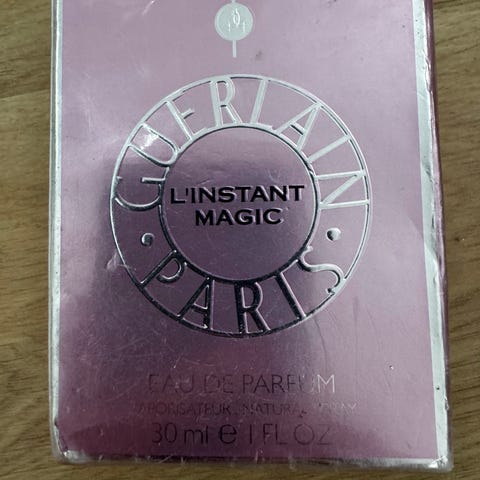 GUERLAIN
L'INSTANT
MAGIC
PARIS
EAU DE PARFUM
VAPORISATEUR NATURAL SPRAY
30 ml e 1 FL OZ